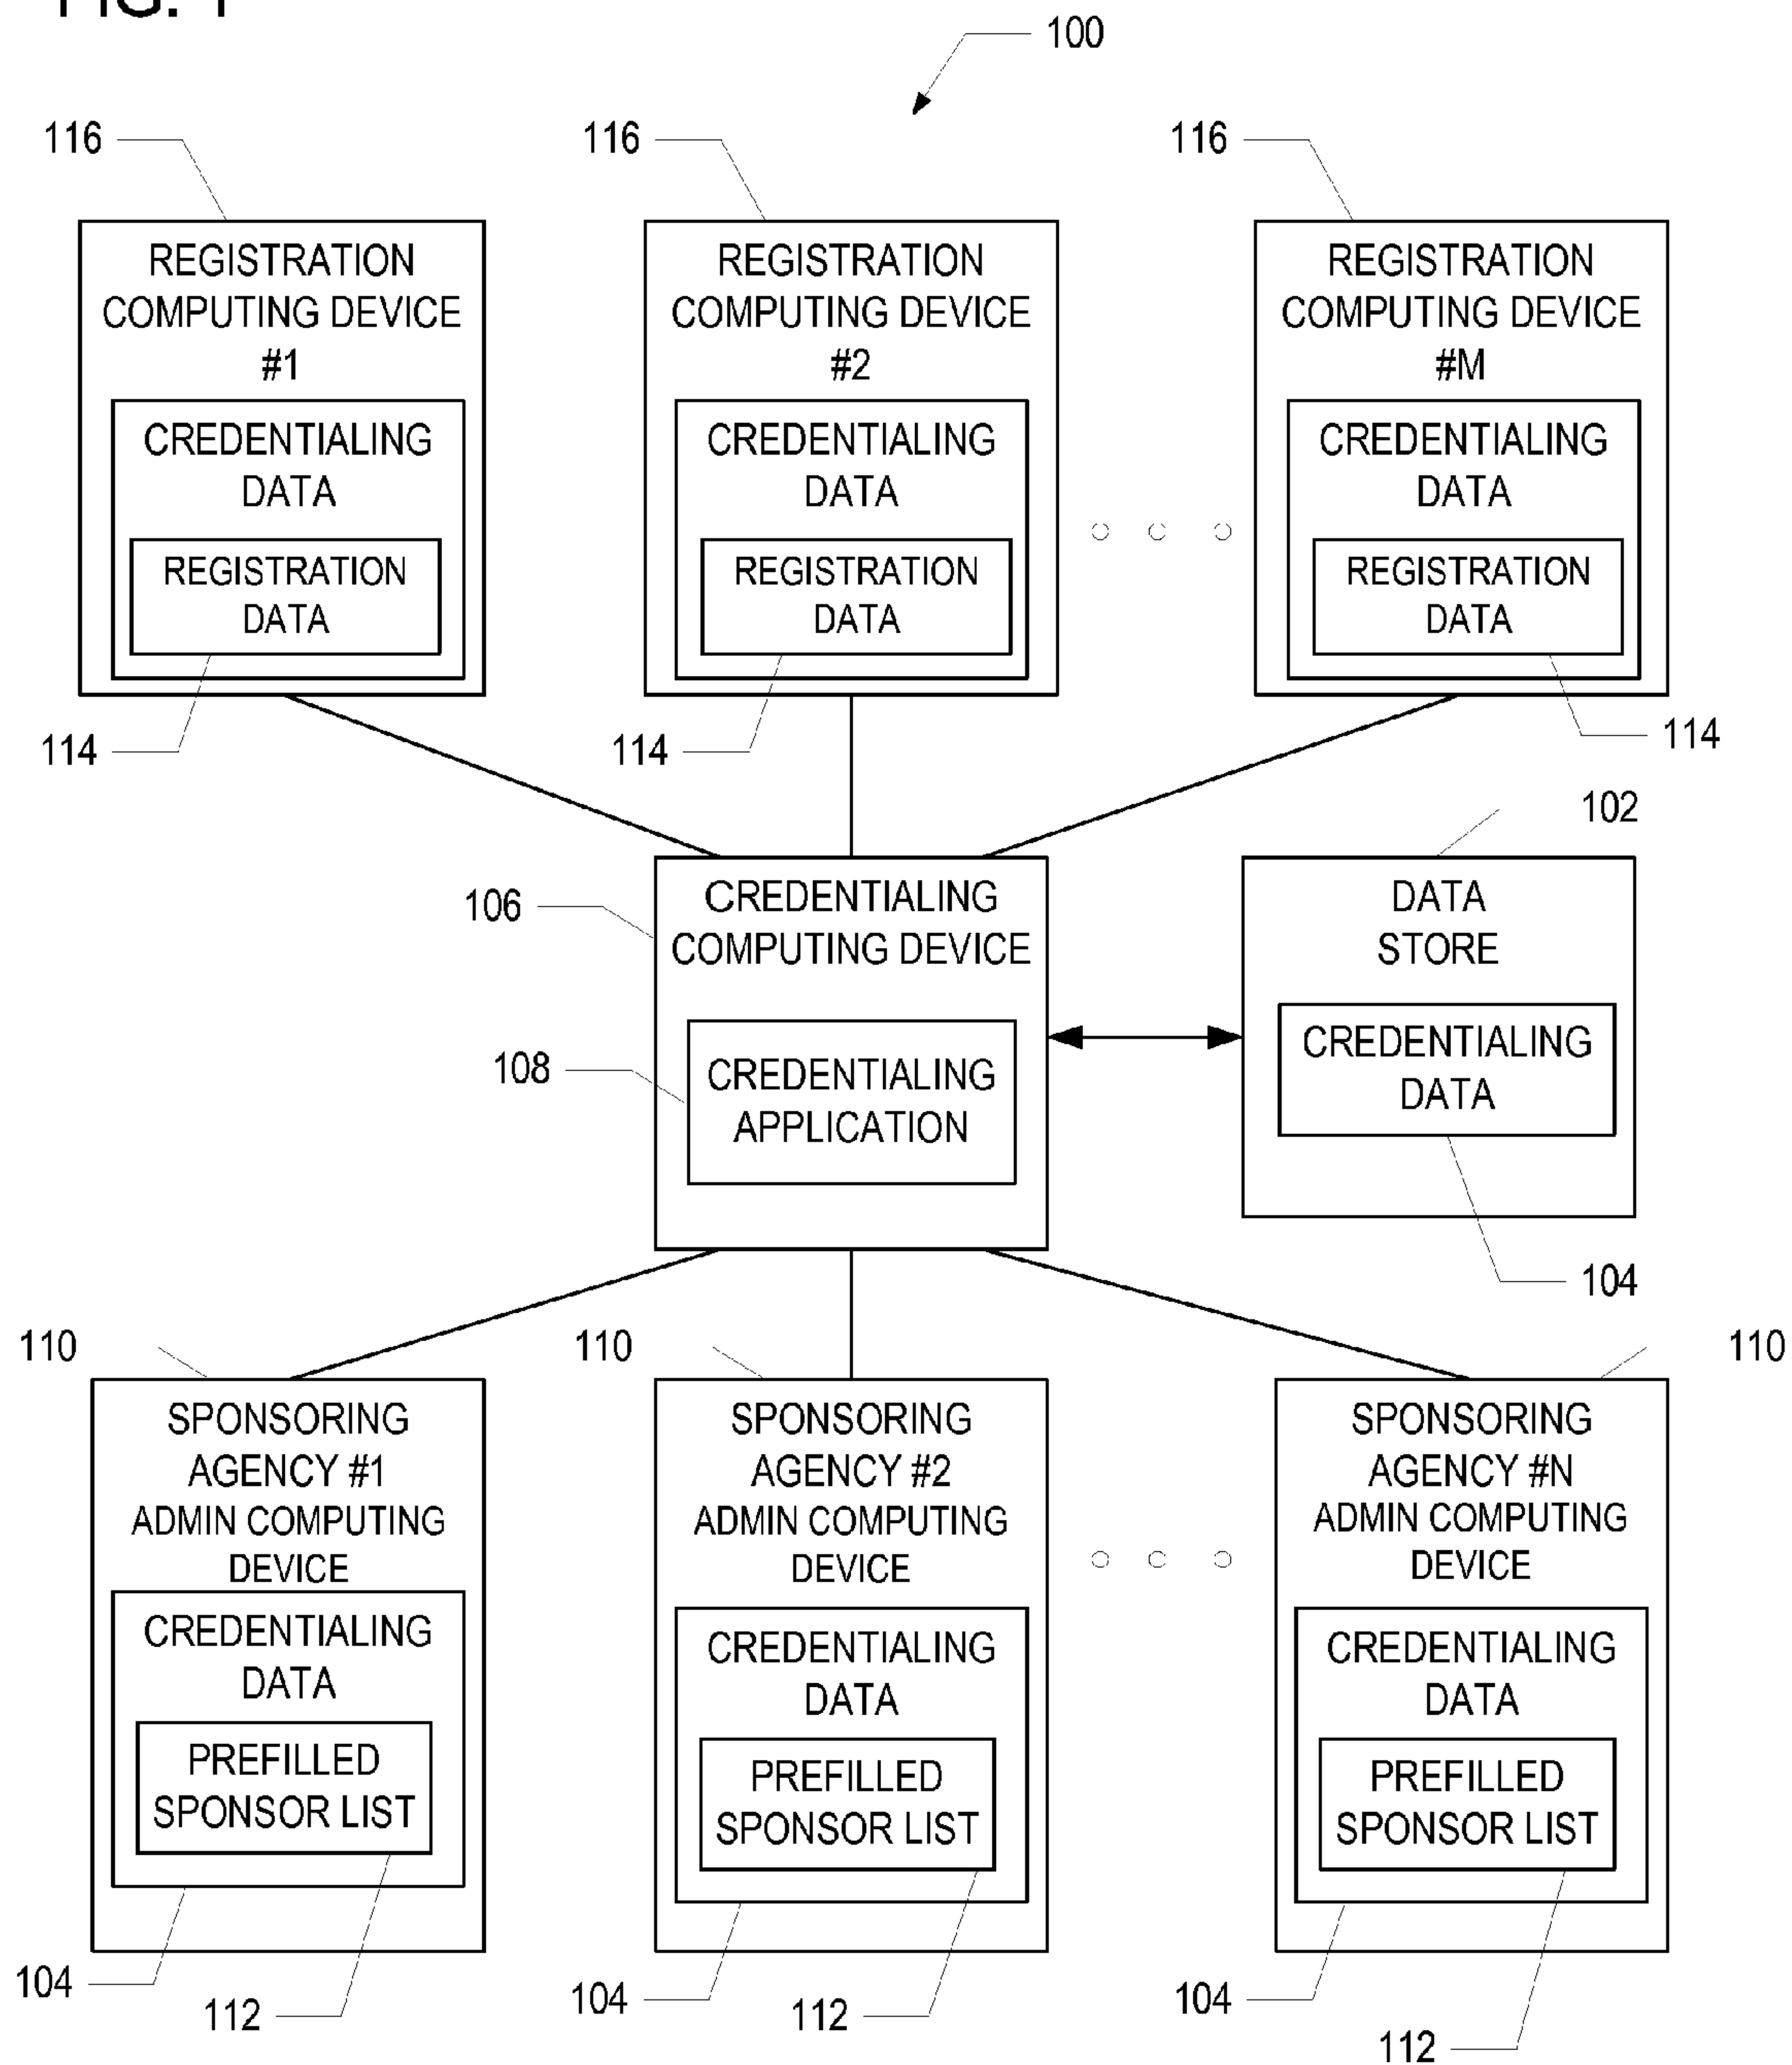 FIG. 1
100
116
116
116
REGISTRATION
COMPUTING DEVICE
#1
CREDENTIALING
DATA
REGISTRATION
DATA
REGISTRATION
COMPUTING DEVICE
#2
CREDENTIALING
DATA
REGISTRATION
DATA
REGISTRATION
COMPUTING DEVICE
#M
CREDENTIALING
DATA
REGISTRATION
DATA
114
114
114
102
106
CREDENTIALING
COMPUTING DEVICE
108
CREDENTIALING
APPLICATION
DATA
STORE
CREDENTIALING
DATA
104
110
110
110
SPONSORING
AGENCY #1
ADMIN COMPUTING
DEVICE
CREDENTIALING
DATA
PREFILLED
SPONSOR LIST
SPONSORING
AGENCY #2
ADMIN COMPUTING
DEVICE
CREDENTIALING
DATA
PREFILLED
SPONSOR LIST
SPONSORING
AGENCY #N
ADMIN COMPUTING
DEVICE
CREDENTIALING
DATA
PREFILLED
SPONSOR LIST
104
112
104
112
104
112